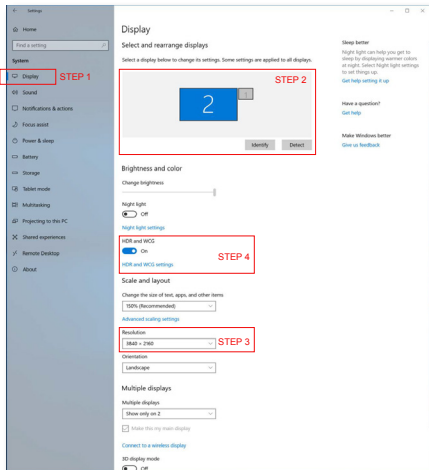 Settings
Home
Find a setting
System
Display
STEP 1
Sound
Notifications & actions
Focus assist
Power & sleep
Battery
Storage
Tablet mode
Multitasking
Projecting to this PC
Shared experiences
Remote Desktop
About
Display
Select and rearrange displays
Select a display below to change its settings. Some settings are applied to all displays.
STEP 2
2
1
Identify
Detect
Brightness and color
Change brightness
Night light
Off
Night light settings
HDR and WCG
On
STEP 4
HDR and WCG settings
Scale and layout
Change the size of text, apps, and other items
150% (Recommended)
Advanced scaling settings
Resolution
3840 × 2160
STEP 3
Orientation
Landscape
Multiple displays
Multiple displays
Show only on 2
Make this my main display
Connect to a wireless display
3D display mode
Off
Sleep better
Night light can help you get to
sleep by displaying warmer colors
at night. Select Night light settings
to set things up.
Get help setting it up
Have a question?
Get help
Make Windows better
Give us feedback